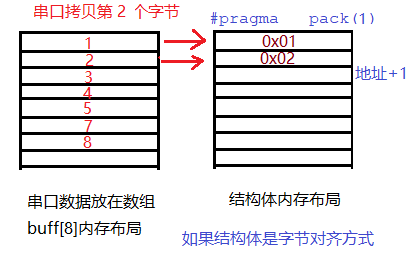 串口拷贝第 2 个字节
#pragma pack(1)
1
2
3
4
5
7
8
0x01
0x02
地址+1
串口数据放在数组
buff[8]内存布局
结构体内存布局
如果结构体是字节对齐方式